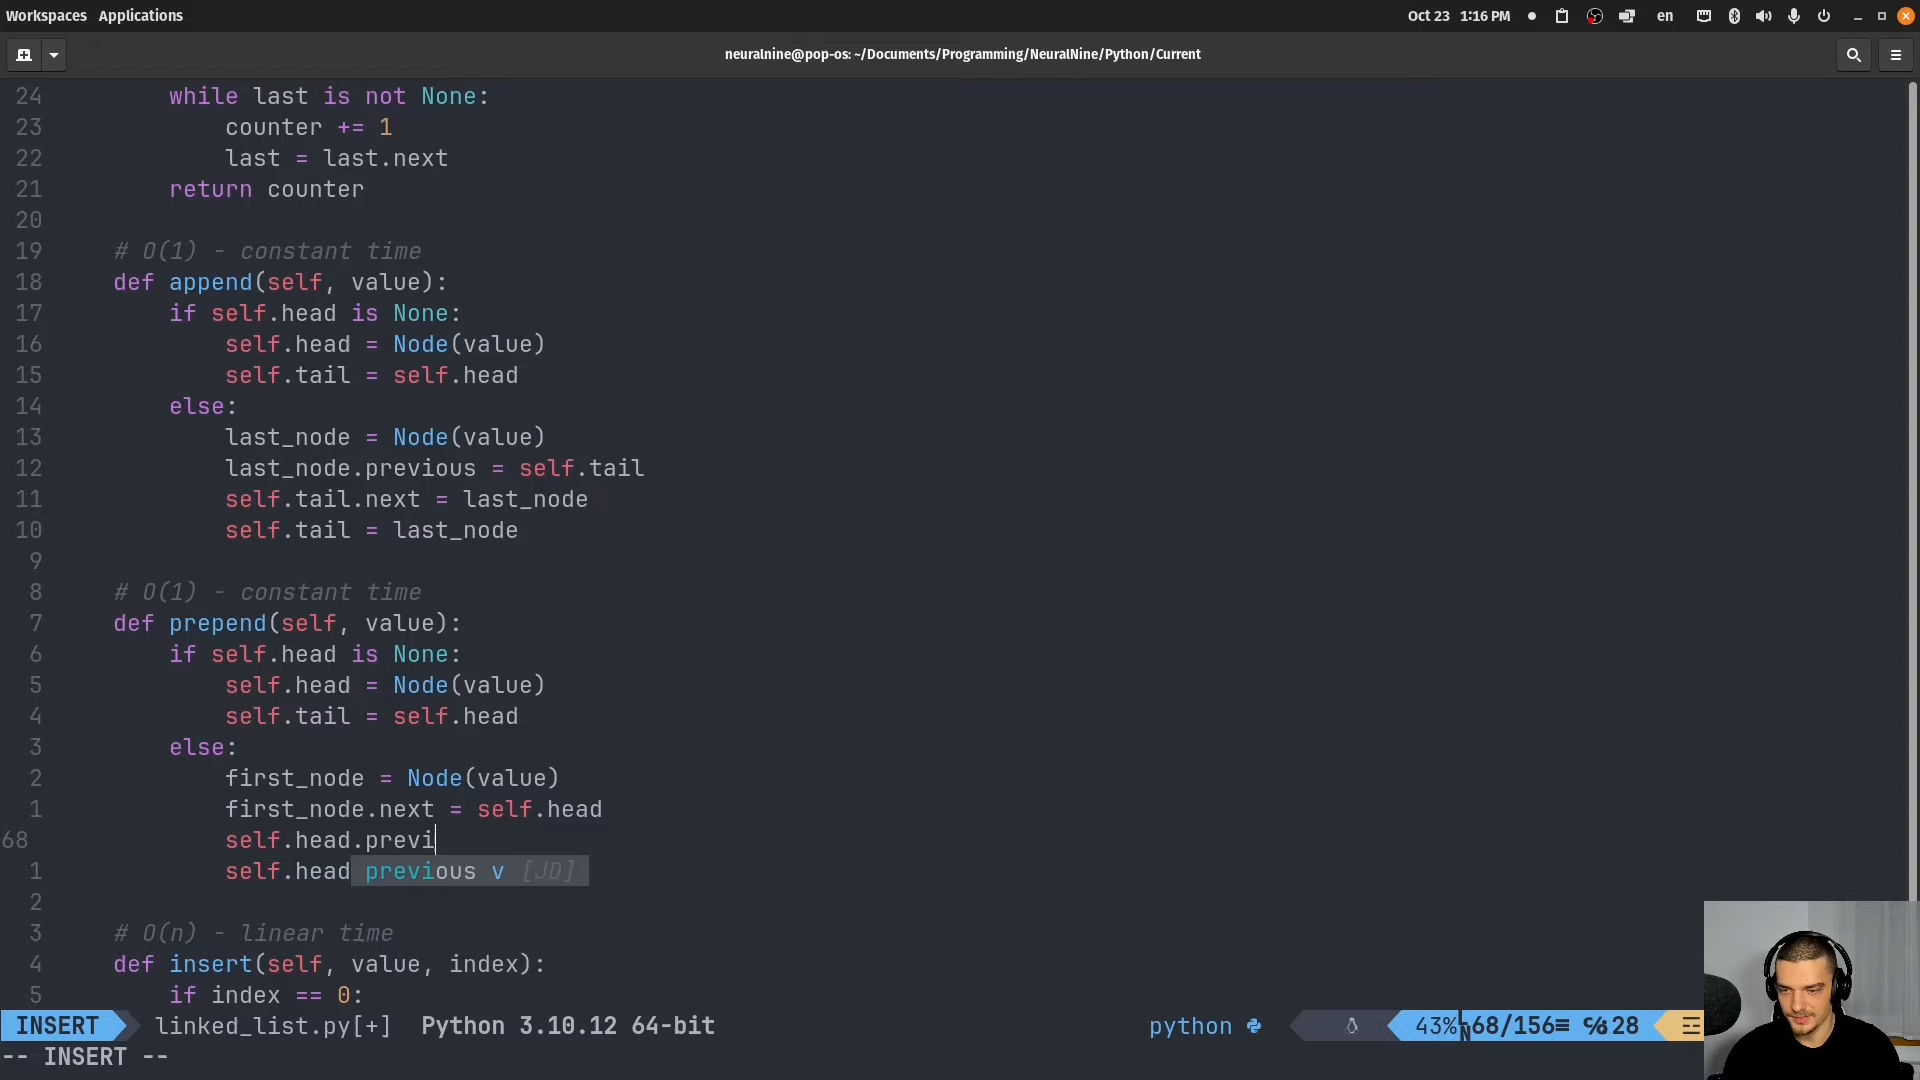 Workspaces Applications Oct 23 1:16 PM en
neuralnine@pop-os: ~/Documents/Programming/NeuralNine/Python/Current
24 while last is not None:
23 counter += 1
22 last = last.next
21 return counter
20
19 # O(1) - constant time
18 def append(self, value):
17 if self.head is None:
16 self.head = Node(value)
15 self.tail = self.head
14 else:
13 last_node = Node(value)
12 last_node.previous = self.tail
11 self.tail.next = last_node
10 self.tail = last_node
9
8 # O(1) - constant time
7 def prepend(self, value):
6 if self.head is None:
5 self.head = Node(value)
4 self.tail = self.head
3 else:
2 first_node = Node(value)
1 first_node.next = self.head
68 self.head.previ
1 self.head previous v [JD]
2
3 # O(n) - linear time
4 def insert(self, value, index):
5 if index == 0:
INSERT linked_list.py[+] Python 3.10.12 64-bit python 43% 68/156 28
-- INSERT --